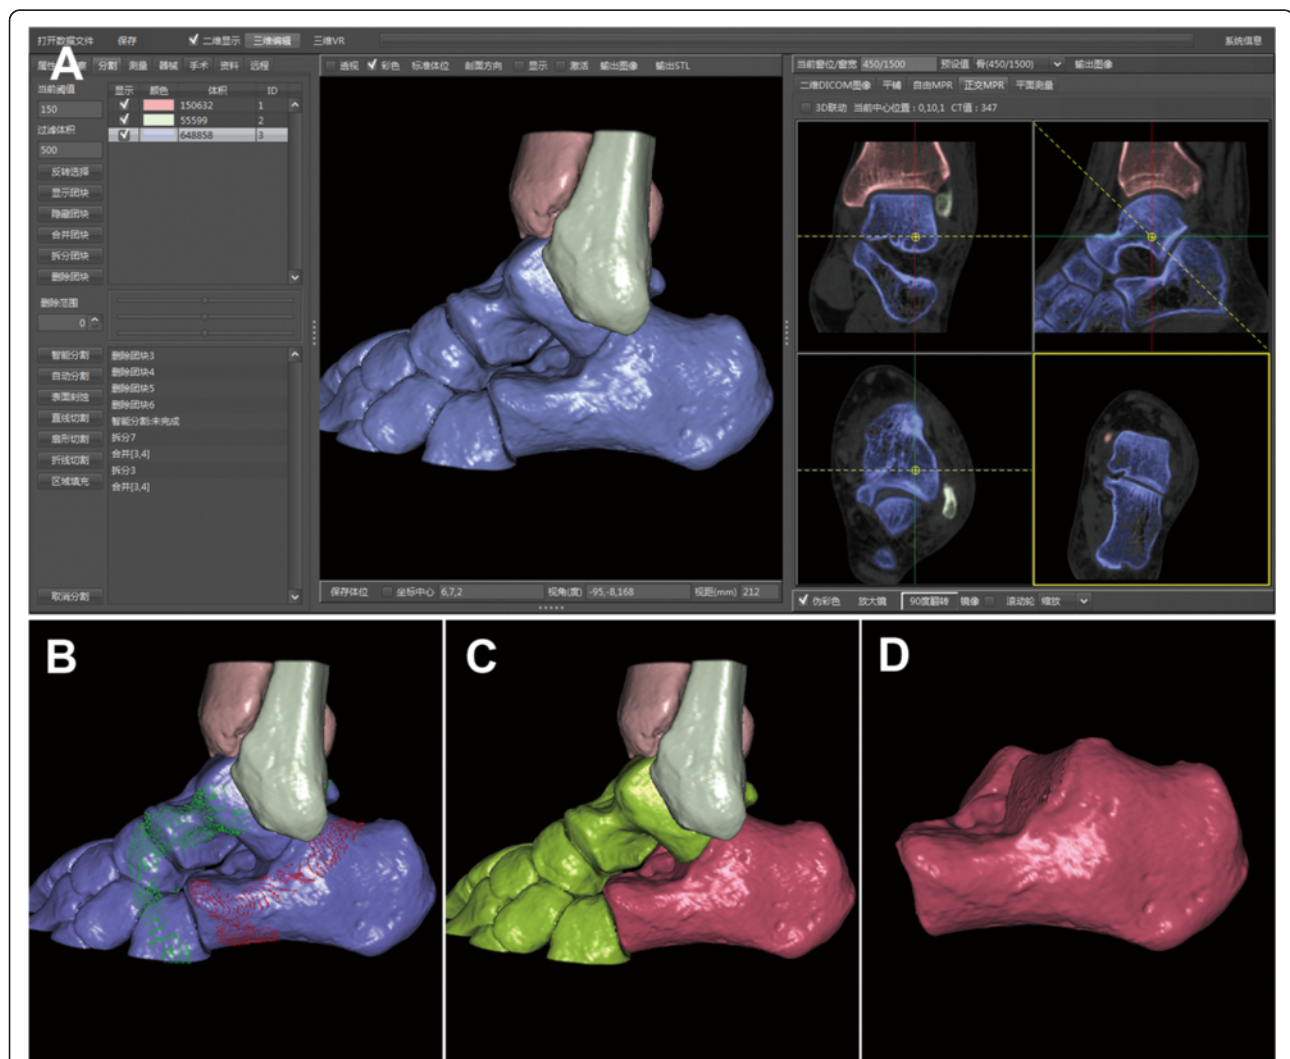 打开数据文件 保存 二维显示 三维编辑 三维VR 系统信息
A
分割 测量 器械 手术 资料 远程
透视 彩色 标准体位 剖面方向 显示 激活 输出图像 输出STL
当前窗位/窗宽 450/1500 预设值 骨(450/1500) 输出图像
二维DICOM图像 平铺 自由MPR 正交MPR 平面测量
3D联动 当前中心位置：0,10,1 CT值：347
当前阈值
150
过滤体积
500
显示 颜色 体积 ID
150632 1
55599 2
648858 3
反转选择
显示团块
隐藏团块
合并团块
拆分团块
删除团块
删除范围
0
智能分割
自动分割
表面刻蚀
直线切割
扇形切割
折线切割
区域填充
取消分割
删除团块3
删除团块4
删除团块5
删除团块6
智能分割:未完成
拆分7
合并[3,4]
拆分3
合并[3,4]
保存体位 坐标中心 6,7,2 视角(度) -95,-8,168 视距(mm) 212
伪彩色 放大镜 90度翻转 镜像 滚动轮 缩放
B
C
D